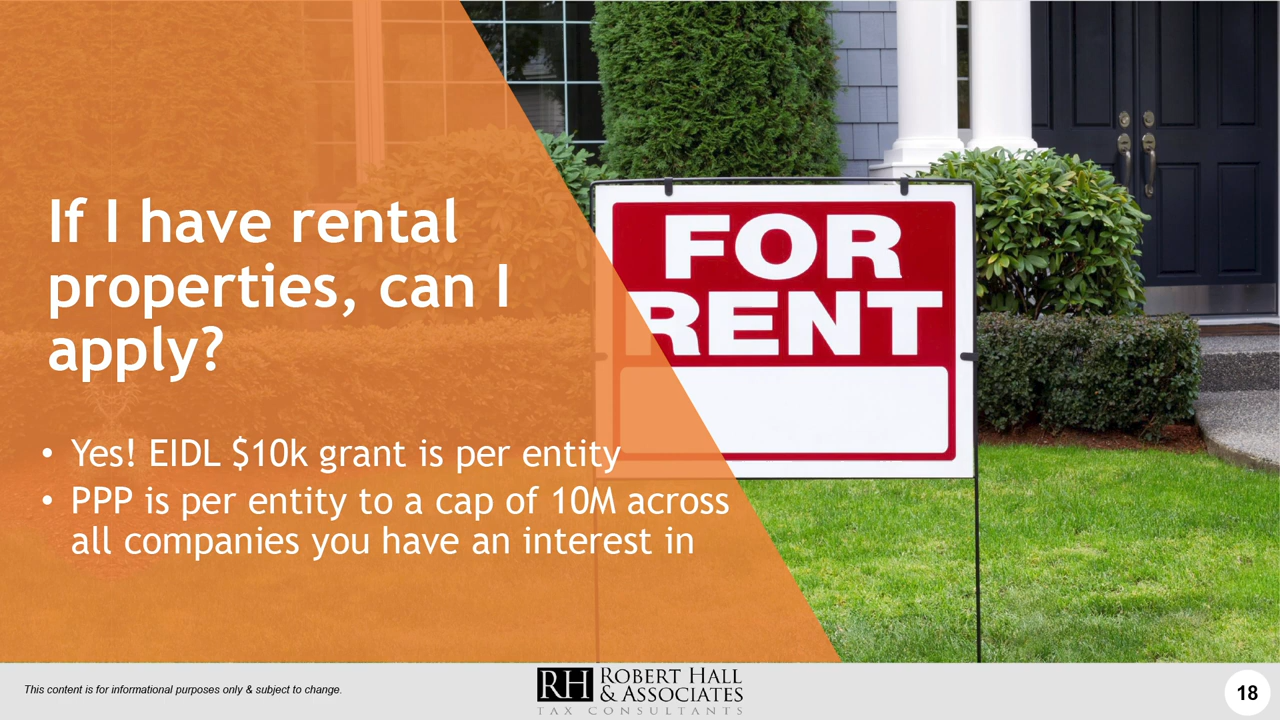 If I have rental
properties, can I
apply?
FOR
RENT
• Yes! EIDL $10k grant is per entity
• PPP is per entity to a cap of 10M across
all companies you have an interest in
This content is for informational purposes only & subject to change.
RH ROBERT HALL
& ASSOCIATES
TAX CONSULTANTS
18